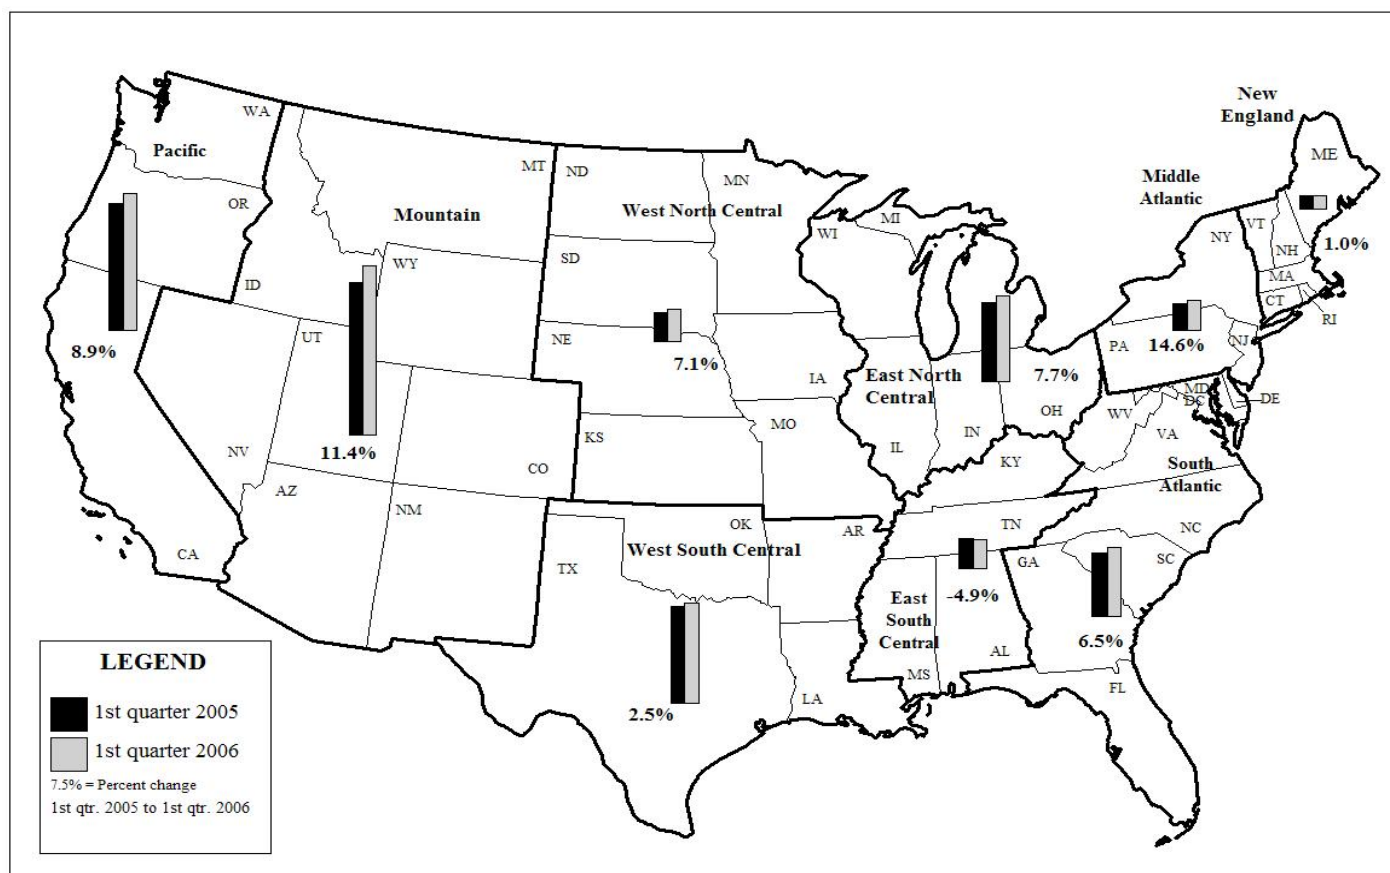 New
England
ME
WA
Pacific
Middle
Atlantic
MT
ND
MN
OR
Mountain
West North Central
MI
WI
NY
VT
NH
1.0%
SD
WY
ID
MA
CT
RI
UT
NE
8.9%
7.1%
PA
14.6%
NJ
IA
East North
Central
7.7%
OH
MD
DC
DE
WV
MO
VA
KS
NV
11.4%
IL
IN
KY
CO
South
Atlantic
AZ
NM
OK
AR
TN
NC
CA
West South Central
TX
GA
SC
-4.9%
East
South
Central
6.5%
AL
MS
FL
LA
2.5%
LEGEND
1st quarter 2005
1st quarter 2006
7.5% = Percent change
1st qtr. 2005 to 1st qtr. 2006